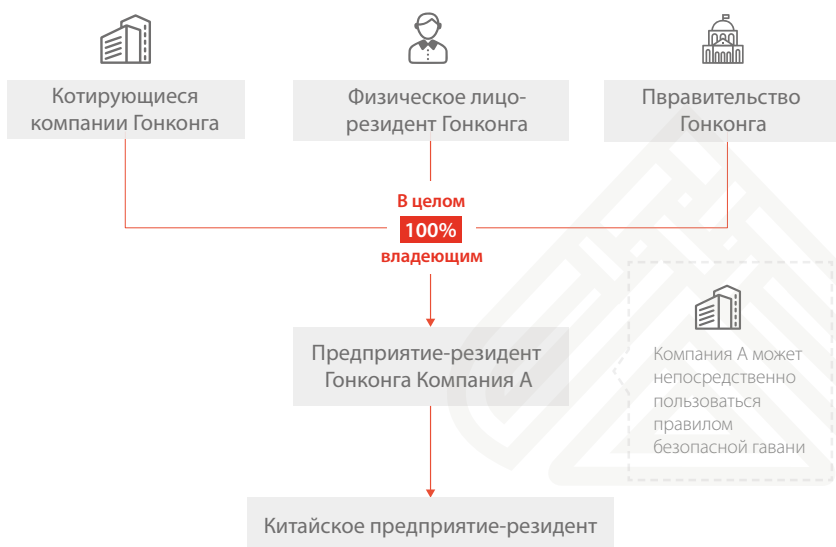 Котирующиеся
компании Гонконга
Физическое лицо-
резидент Гонконга
Пвравительство
Гонконга
В целом
100%
владеющим
Предприятие-резидент
Гонконга Компания А
Компания А может
непосредственно
пользоваться
правилом
безопасной гавани
Китайское предприятие-резидент